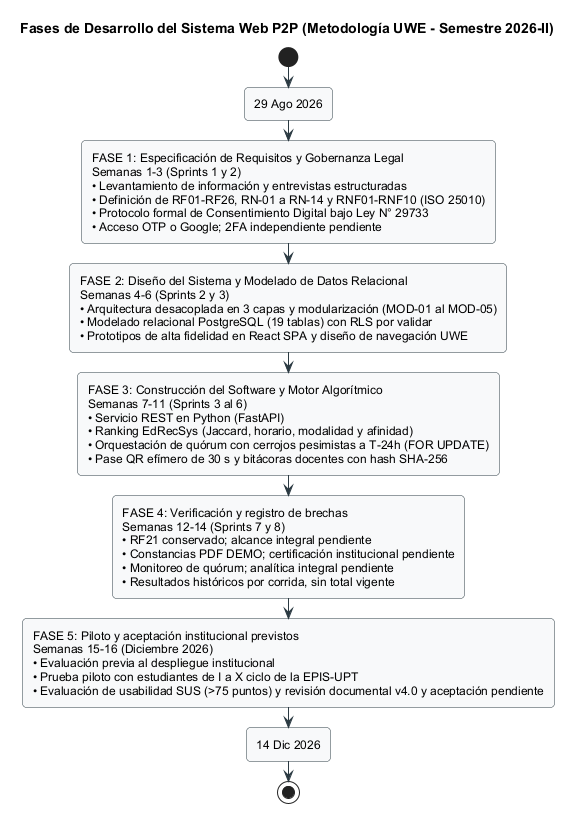 Fases de Desarrollo del Sistema Web P2P (Metodología UWE - Semestre 2026-II)
29 Ago 2026
FASE 1: Especificación de Requisitos y Gobernanza Legal
Semanas 1-3 (Sprints 1 y 2)
• Levantamiento de información y entrevistas estructuradas
• Definición de RF01-RF26, RN-01 a RN-14 y RNF01-RNF10 (ISO 25010)
• Protocolo formal de Consentimiento Digital bajo Ley N° 29733
• Acceso OTP o Google; 2FA independiente pendiente
FASE 2: Diseño del Sistema y Modelado de Datos Relacional
Semanas 4-6 (Sprints 2 y 3)
• Arquitectura desacoplada en 3 capas y modularización (MOD-01 al MOD-05)
• Modelado relacional PostgreSQL (19 tablas) con RLS por validar
• Prototipos de alta fidelidad en React SPA y diseño de navegación UWE
FASE 3: Construcción del Software y Motor Algorítmico
Semanas 7-11 (Sprints 3 al 6)
• Servicio REST en Python (FastAPI)
• Ranking EdRecSys (Jaccard, horario, modalidad y afinidad)
• Orquestación de quórum con cerrojos pesimistas a T-24h (FOR UPDATE)
• Pase QR efímero de 30 s y bitácoras docentes con hash SHA-256
FASE 4: Verificación y registro de brechas
Semanas 12-14 (Sprints 7 y 8)
• RF21 conservado; alcance integral pendiente
• Constancias PDF DEMO; certificación institucional pendiente
• Monitoreo de quórum; analítica integral pendiente
• Resultados históricos por corrida, sin total vigente
FASE 5: Piloto y aceptación institucional previstos
Semanas 15-16 (Diciembre 2026)
• Evaluación previa al despliegue institucional
• Prueba piloto con estudiantes de I a X ciclo de la EPIS-UPT
• Evaluación de usabilidad SUS (>75 puntos) y revisión documental v4.0 y aceptación pendiente
14 Dic 2026